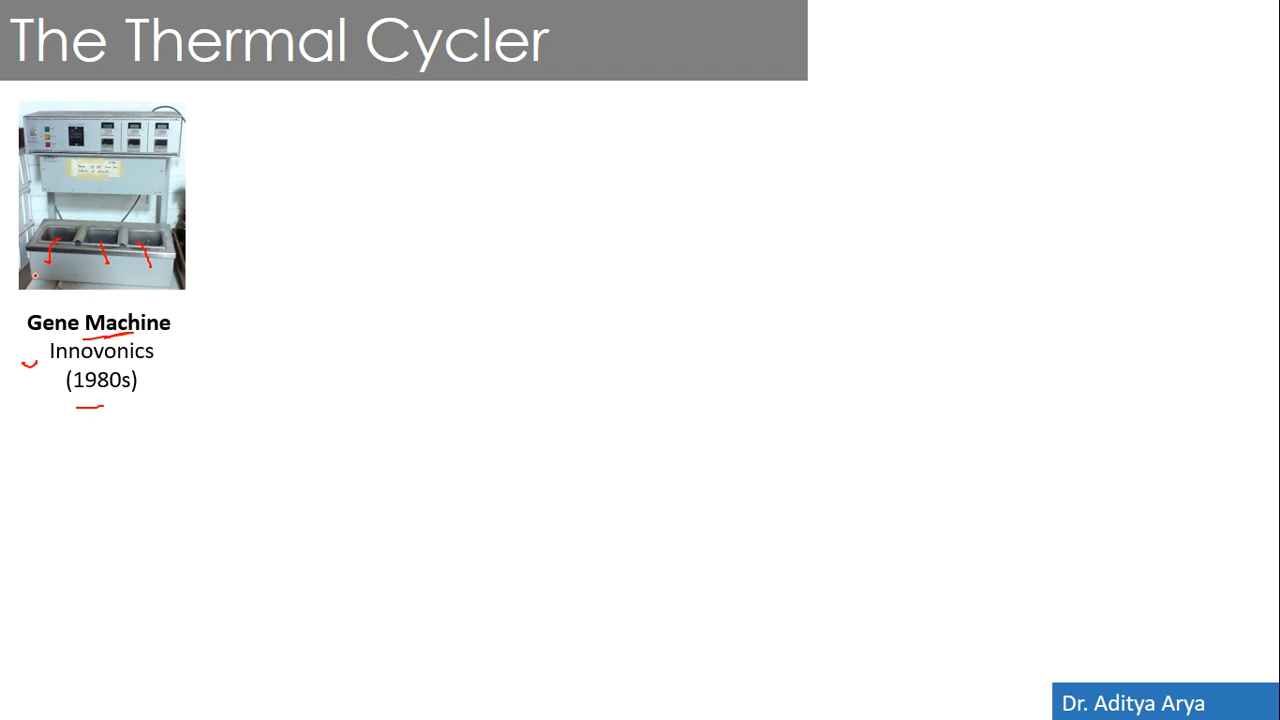 The Thermal Cycler
Gene Machine
Innovonics
(1980s)
Dr. Aditya Arya